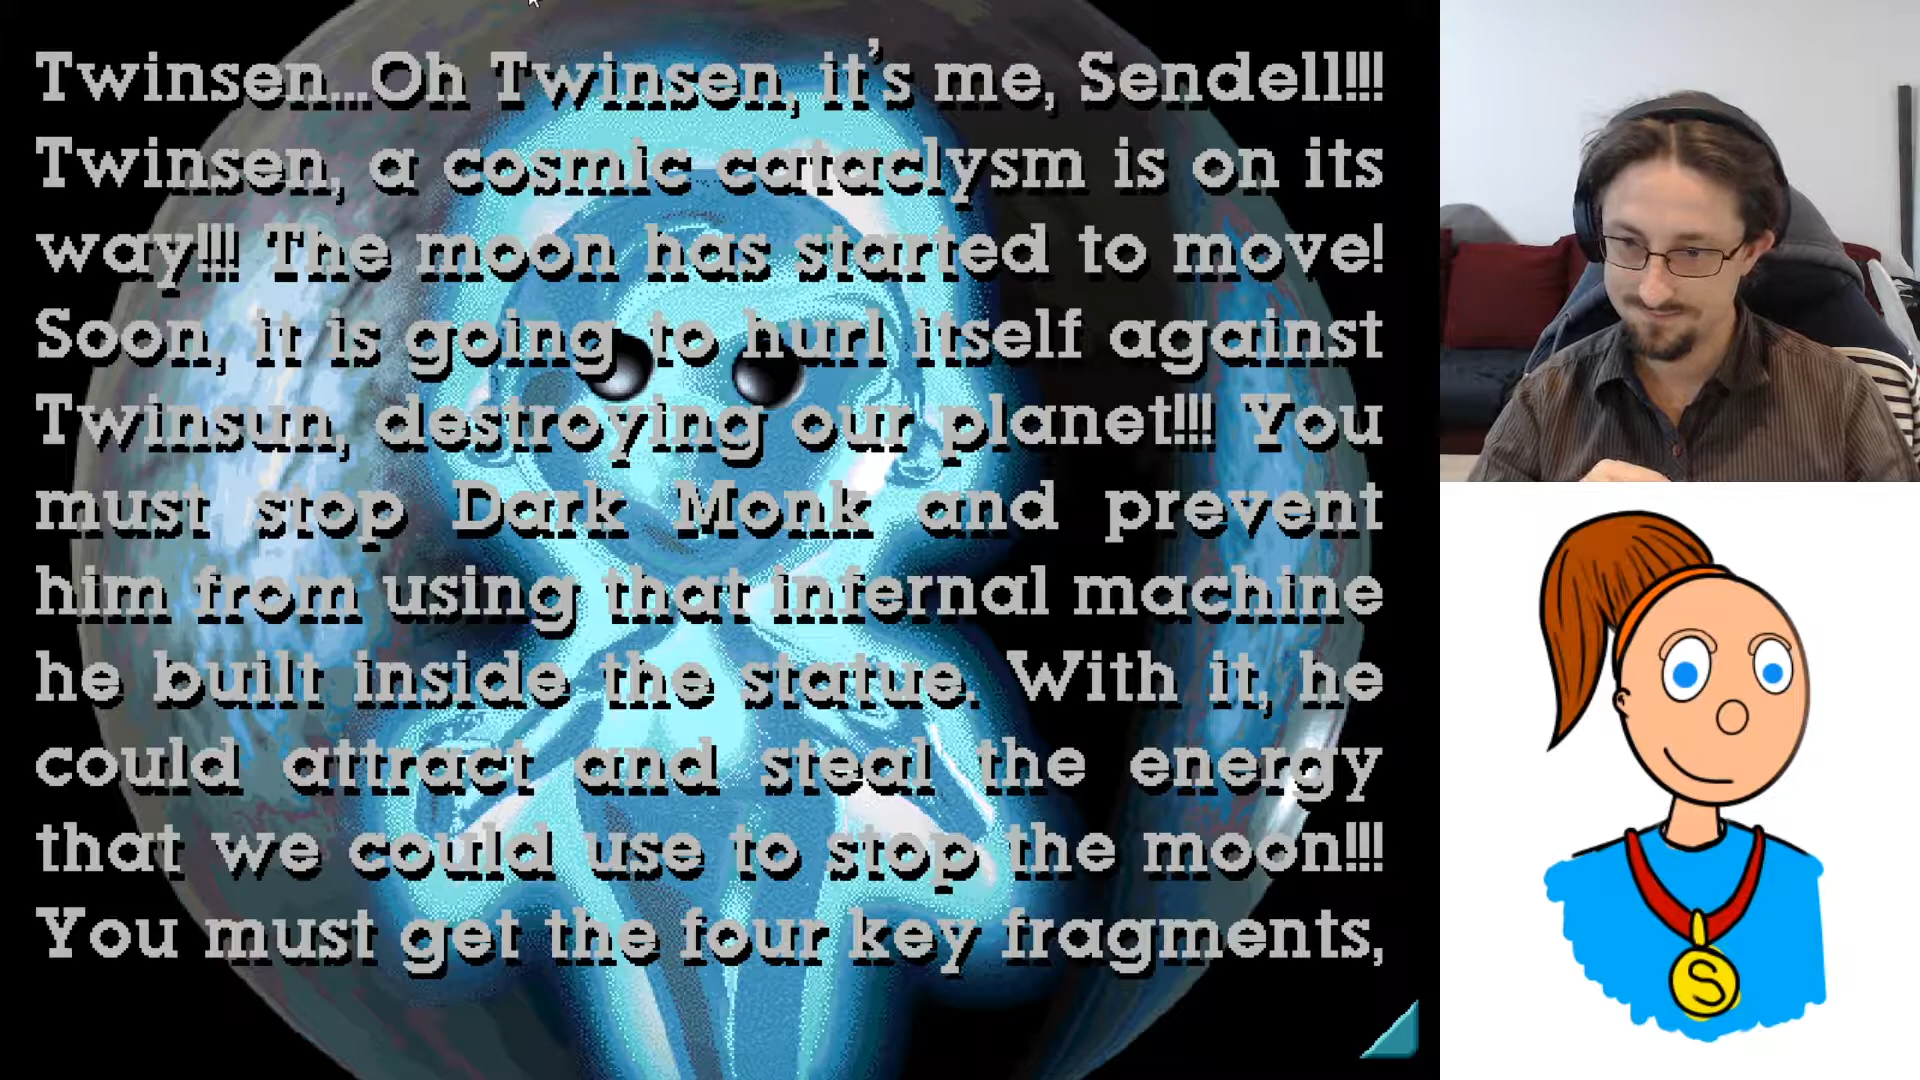 Twinsen...Oh Twinsen, it's me, Sendell!!!
Twinsen, a cosmic cataclysm is on its
way!!! The moon has started to move!
Soon, it is going to hurl itself against
Twinsun, destroying our planet!!! You
must stop Dark Monk and prevent
him from using that infernal machine
he built inside the statue. With it, he
could attract and steal the energy
that we could use to stop the moon!!!
You must get the four key fragments,
S